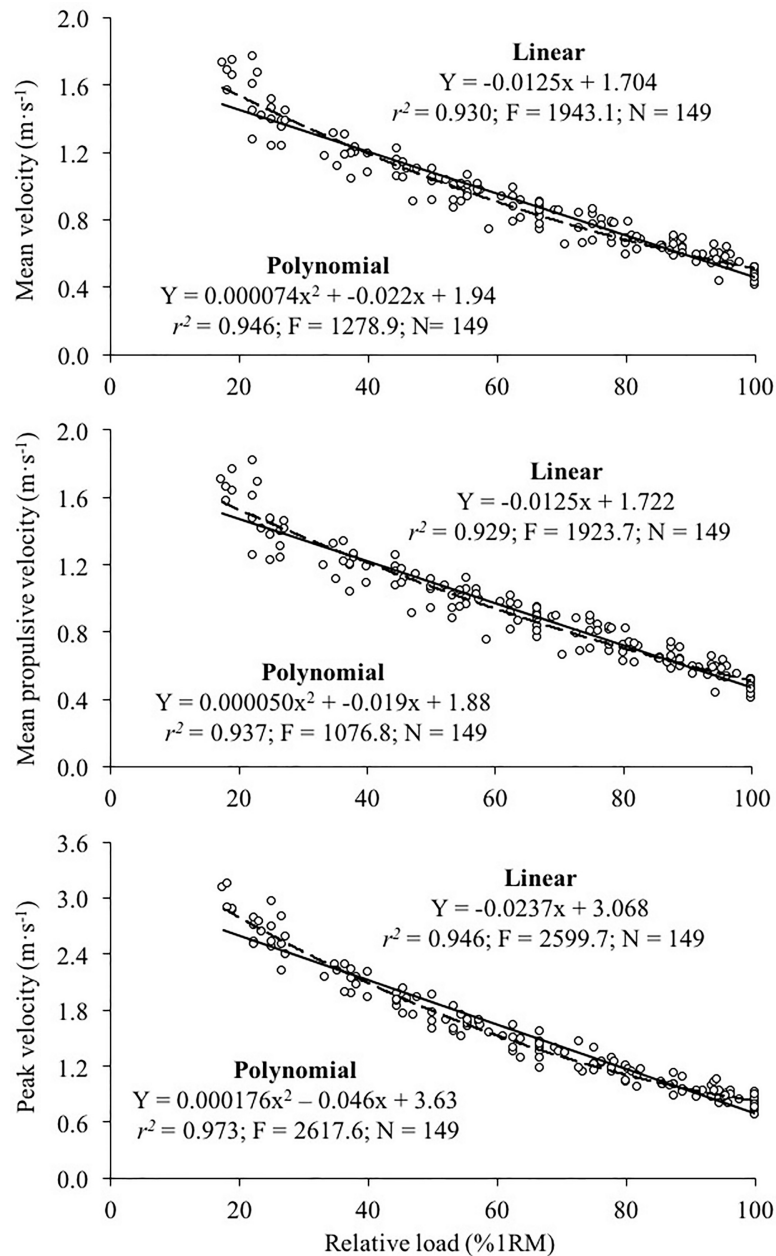 2.0
1.6
1.2
0.8
0.4
0.0
Mean velocity (m·s⁻¹)
Linear
Y = -0.0125x + 1.704
r² = 0.930; F = 1943.1; N = 149
Polynomial
Y = 0.000074x² + -0.022x + 1.94
r² = 0.946; F = 1278.9; N= 149
0 20 40 60 80 100
2.0
1.6
1.2
0.8
0.4
0.0
Mean propulsive velocity (m·s⁻¹)
Linear
Y = -0.0125x + 1.722
r² = 0.929; F = 1923.7; N = 149
Polynomial
Y = 0.000050x² + -0.019x + 1.88
r² = 0.937; F = 1076.8; N = 149
0 20 40 60 80 100
3.6
3.0
2.4
1.8
1.2
0.6
0.0
Peak velocity (m·s⁻¹)
Linear
Y = -0.0237x + 3.068
r² = 0.946; F = 2599.7; N = 149
Polynomial
Y = 0.000176x² – 0.046x + 3.63
r² = 0.973; F = 2617.6; N = 149
0 20 40 60 80 100
Relative load (%1RM)